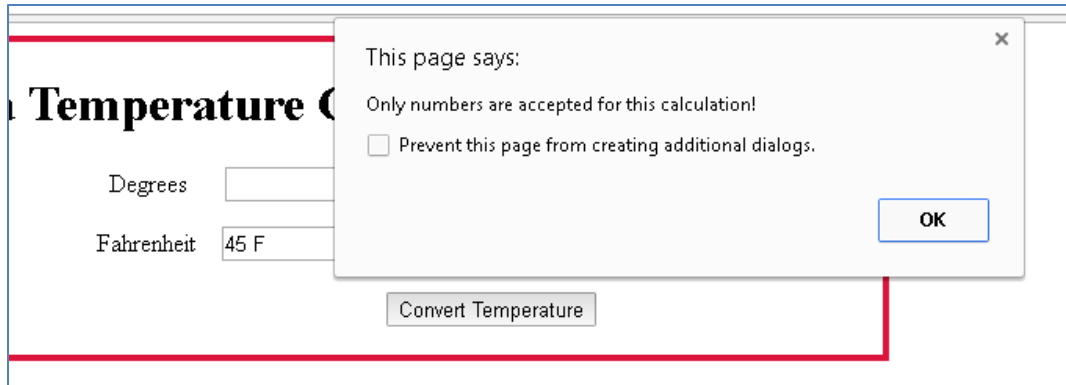 This page says:
Only numbers are accepted for this calculation!
Prevent this page from creating additional dialogs.
OK
Temperature
Degrees
Fahrenheit 45 F
Convert Temperature